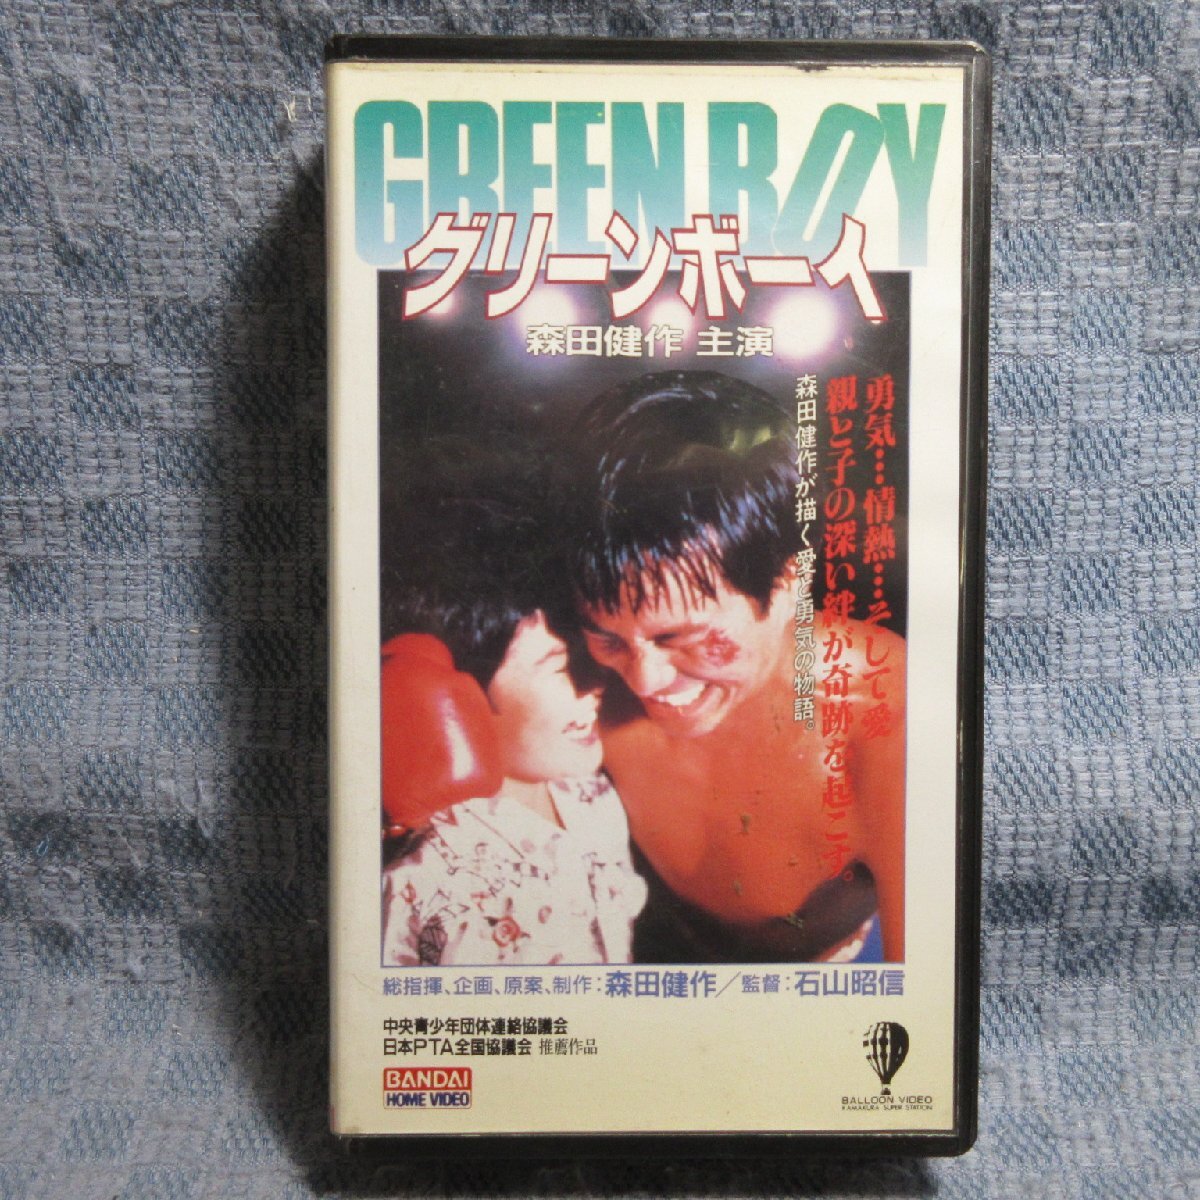 GREEN BOY
グリーンボーイ
森田健作 主演
勇気…情熱…そして愛
親と子の深い絆が奇跡を起こす。
森田健作が描く愛と勇気の物語。
総指揮、企画、原案、制作：森田健作／監督：石山昭信
中央青少年団体連絡協議会
日本PTA全国協議会 推薦作品
BANDAI
HOME VIDEO
BALLOON VIDEO
KAMAKURA SUPER STATION